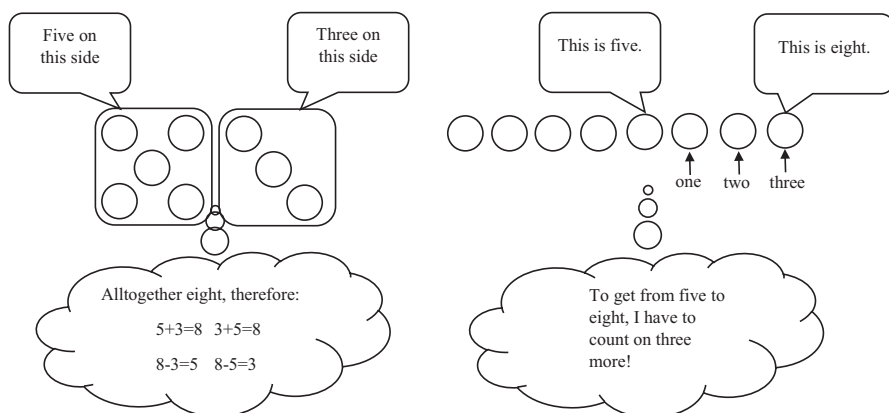 Five on
this side
Three on
this side
Alltogether eight, therefore:
5+3=8 3+5=8
8-3=5 8-5=3
This is five.
This is eight.
one two three
To get from five to
eight, I have to
count on three
more!